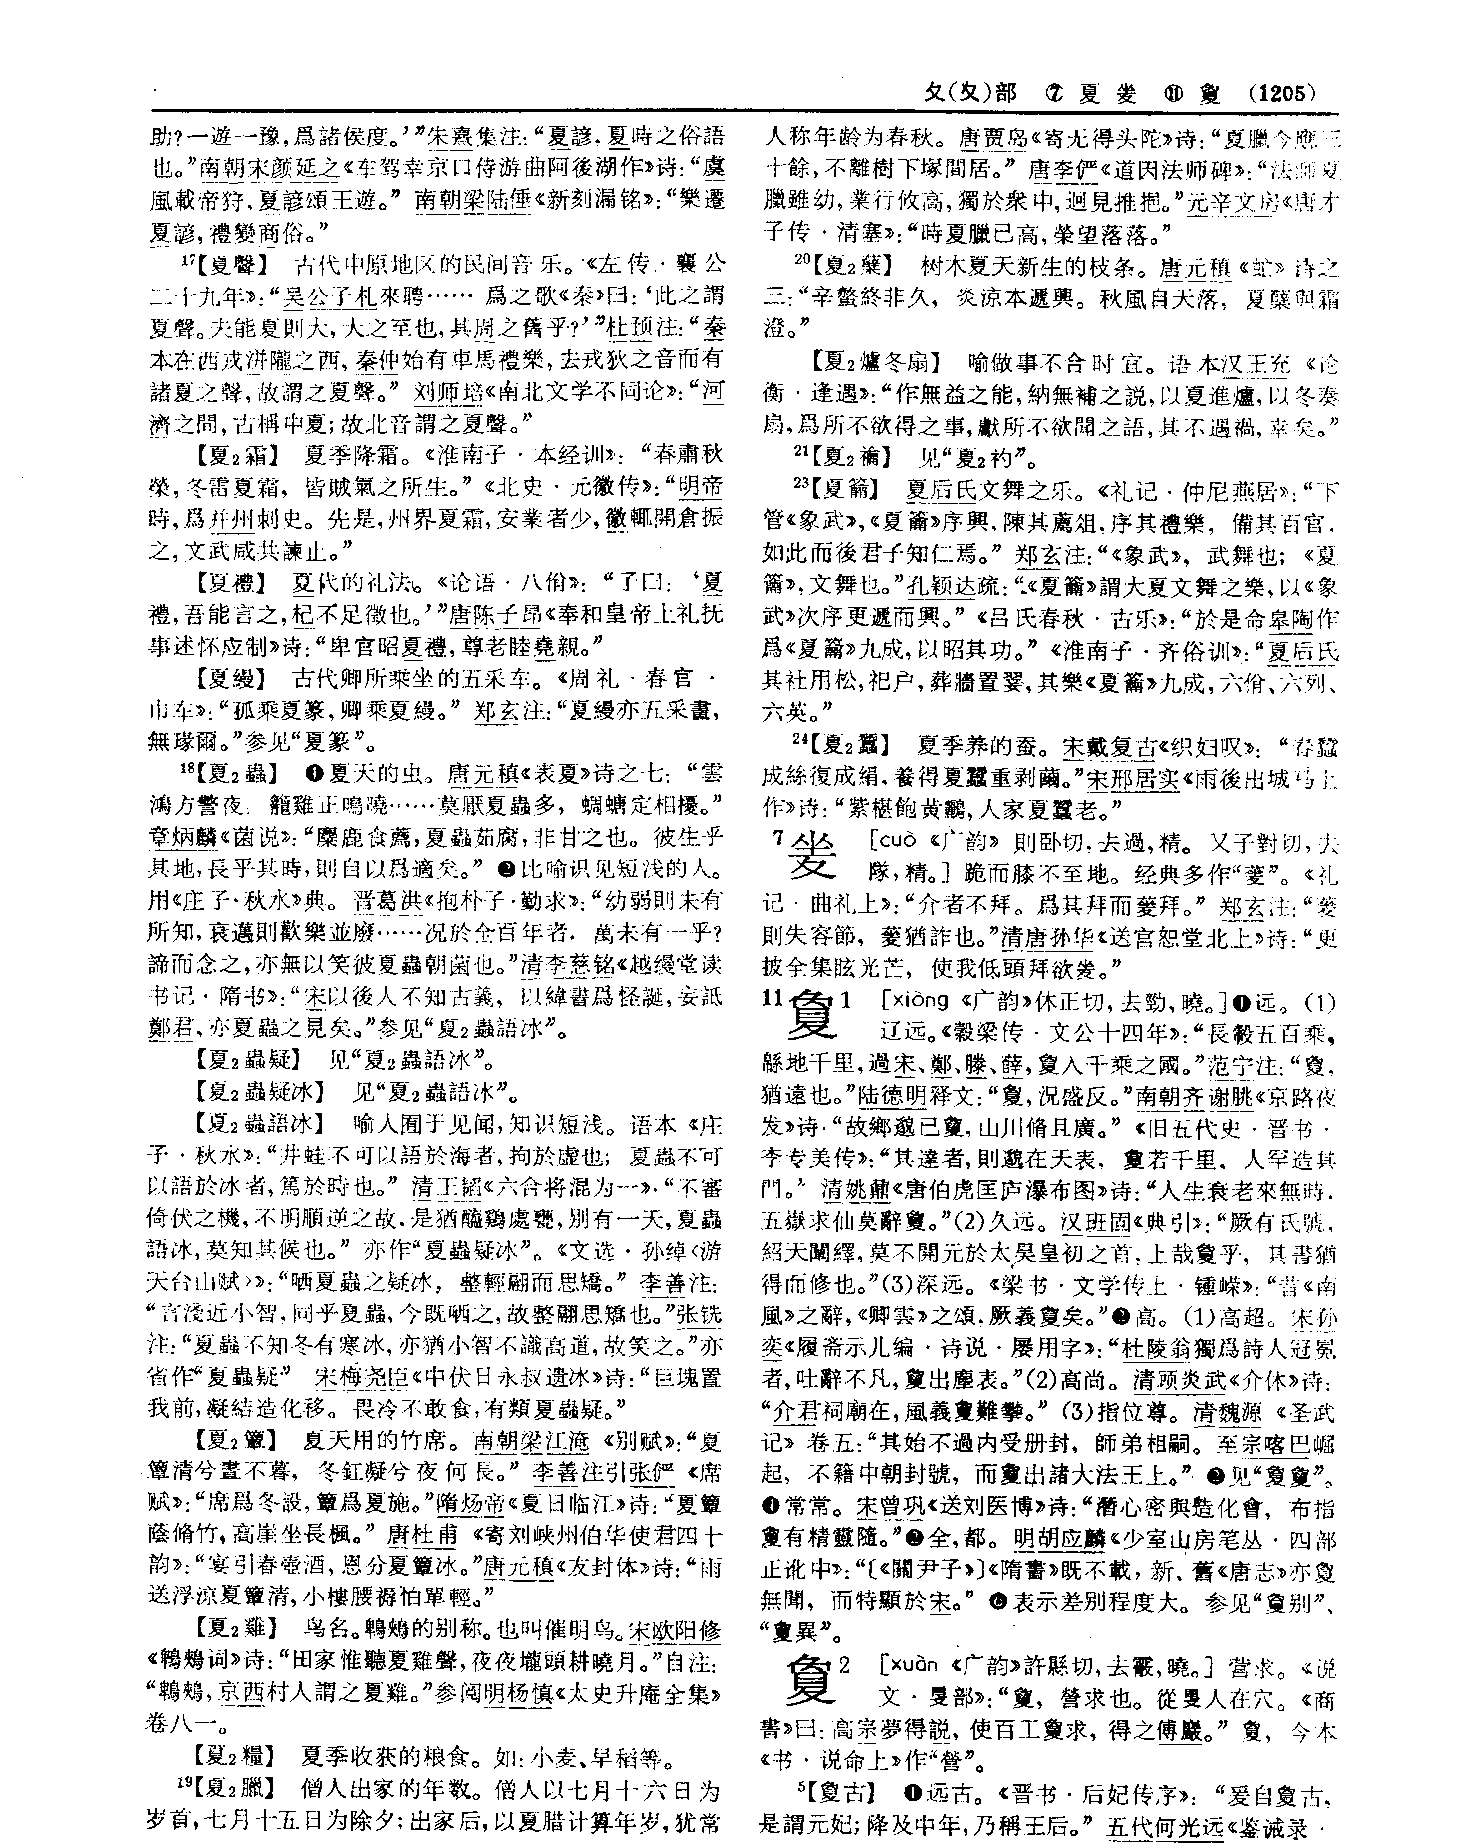 夊(夂)部 ⑦夏夎 ⑪敻 (1205)
助?一遊一豫,爲諸侯度。’”朱熹集注:“夏諺,夏時之俗語
也。”南朝宋颜延之《车驾幸京口侍游曲阿後湖作》诗:“虞
風載帝狩,夏諺頌王遊。” 南朝梁陆倕《新刻漏铭》:“樂遷
夏諺,禮變商俗。”
17【夏聲】 古代中原地区的民间音乐。《左传·襄公
二十九年》:“吴公子札來聘…… 爲之歌《秦》曰:‘此之謂
夏聲。夫能夏則大,大之至也,其周之舊乎?’”杜预注:“秦
本在西戎汧隴之西,秦仲始有車馬禮樂,去戎狄之音而有
諸夏之聲,故謂之夏聲。” 刘师培《南北文学不同论》:“河
濟之間,古稱中夏;故北音謂之夏聲。”
【夏2霜】 夏季降霜。《淮南子·本经训》: “春肅秋
榮,冬雷夏霜, 皆賊氣之所生。”《北史·元徽传》:“明帝
時,爲并州刺史。先是,州界夏霜,安業者少,徽輒開倉振
之,文武咸共諫止。”
【夏禮】 夏代的礼法。《论语·八佾》: “子曰: ‘夏
禮,吾能言之,杞不足徵也。’”唐陈子昂《奉和皇帝上礼抚
事述怀应制》诗:“卑官昭夏禮,尊老睦堯親。”
【夏缦】 古代卿所乘坐的五采车。《周礼·春官·
巾车》:“孤乘夏篆,卿乘夏縵。” 郑玄注:“夏縵亦五采畫,
無瑑爾。”参见“夏篆”。
18【夏2蟲】 ❶夏天的虫。唐元稹《表夏》诗之七: “雲
鴻方警夜, 籠雞正鳴曉……莫厭夏蟲多, 蜩螗定相擾。”
章炳麟《菌说》:“麋鹿食薦,夏蟲茹腐,非甘之也。彼生乎
其地,長乎其時,則自以爲適矣。” ❷比喻识见短浅的人。
用《庄子·秋水》典。晋葛洪《抱朴子·勤求》:“幼弱則未有
所知,衰邁則歡樂並廢……况於全百年者, 萬未有一乎?
諦而念之,亦無以笑彼夏蟲朝菌也。”清李慈铭《越缦堂读
书记·隋书》:“宋以後人不知古義, 以緯書爲怪誕,妄詆
鄭君,亦夏蟲之見矣。”参见“夏2蟲語冰”。
【夏2蟲疑】 见“夏2蟲語冰”。
【夏2蟲疑冰】 见“夏2蟲語冰”。
【夏2蟲語冰】 喻人囿于见闻,知识短浅。语本《庄
子·秋水》:“井蛙不可以語於海者,拘於虚也; 夏蟲不可
以語於冰者,篤於時也。” 清王韬《六合将混为一》:“不審
倚伏之機,不明順逆之故,是猶醯鷄處甕,别有一天,夏蟲
語冰,莫知其候也。” 亦作“夏蟲疑冰”。《文选·孙绰〈游
天台山赋〉》:“哂夏蟲之疑冰, 整輕翮而思矯。” 李善注:
“言淺近小智,同乎夏蟲,今既哂之,故整翮思矯也。”张铣
注:“夏蟲不知冬有寒冰,亦猶小智不識高道,故笑之。”亦
省作“夏蟲疑” 宋梅尧臣《中伏日永叔遗冰》诗:“巨塊置
我前,凝結造化移。畏冷不敢食,有類夏蟲疑。”
【夏2簟】 夏天用的竹席。南朝梁江淹《别赋》:“夏
簟清兮晝不暮, 冬釭凝兮夜何長。” 李善注引张俨《席
赋》:“席爲冬設,簟爲夏施。”隋炀帝《夏日临江》诗:“夏簟
蔭脩竹,高崖坐長楓。” 唐杜甫《寄刘峡州伯华使君四十
韵》:“宴引春壺酒,恩分夏簟冰。”唐元稹《友封体》诗:“雨
送浮涼夏簟清,小樓腰褥怕單輕。”
【夏2雞】 鸟名。鵯鶋的别称。也叫催明鸟。宋欧阳修
《鵯鶋词》诗:“田家惟聽夏雞聲,夜夜壠頭耕曉月。”自注:
“鵯鶋,京西村人謂之夏雞。”参阅明杨慎《太史升庵全集》
卷八一。
【夏2糧】 夏季收获的粮食。如:小麦、早稻等。
19【夏2臘】 僧人出家的年数。僧人以七月十六日为
岁首,七月十五日为除夕;出家后,以夏腊计算年岁,犹常
人称年龄为春秋。唐贾岛《寄无得头陀》诗:“夏臘今應三
十餘,不離樹下塚間居。” 唐李俨《道因法师碑》:“法師夏
臘雖幼,業行攸高,獨於衆中,迥見推挹。”元辛文房《唐才
子传·清塞》:“時夏臘已高,榮望落落。”
20【夏2蘖】 树木夏天新生的枝条。唐元稹《虻》诗之
三:“辛螫終非久, 炎涼本遞興。秋風自天落, 夏蘖與霜
澄。”
【夏2爐冬扇】 喻做事不合时宜。语本汉王充《论
衡·逢遇》:“作無益之能,納無補之説,以夏進爐,以冬奏
扇,爲所不欲得之事,獻所不欲聞之語,其不遇禍,幸矣。”
21【夏2禴】 见“夏2礿”。
23【夏籥】 夏后氏文舞之乐。《礼记·仲尼燕居》:“下
管《象武》,《夏籥》序興,陳其薦俎,序其禮樂, 備其百官,
如此而後君子知仁焉。” 郑玄注:“《象武》, 武舞也; 《夏
籥》,文舞也。”孔颖达疏:“《夏籥》謂大夏文舞之樂,以《象
武》次序更遞而興。”《吕氏春秋·古乐》:“於是命皋陶作
爲《夏籥》九成,以昭其功。”《淮南子·齐俗训》:“夏后氏
其社用松,祀户,葬牆置翣,其樂《夏籥》九成,六佾、六列、
六英。”
24【夏2蠶】 夏季养的蚕。宋戴复古《织妇叹》: “春蠶
成絲復成絹,養得夏蠶重剥繭。”宋邢居实《雨後出城马上
作》诗:“紫椹飽黄鸝,人家夏蠶老。”
7夎 [cuò《广韵》則卧切,去過,精。又子對切,去
隊,精。]跪而膝不至地。经典多作“蓌”。《礼
记·曲礼上》:“介者不拜。爲其拜而蓌拜。” 郑玄注:“蓌
則失容節, 蓌猶詐也。”清唐孙华《送宫恕堂北上》诗:“更
披全集眩光芒, 使我低頭拜欲夎。”
11敻1 [xiòng《广韵》休正切,去勁,曉。]❶远。(1)
辽远。《穀梁传·文公十四年》:“長轂五百乘,
緜地千里,過宋、鄭、滕、薛,敻入千乘之國。”范宁注:“敻,
猶遠也。”陆德明释文:“敻,况盛反。”南朝齐谢朓《京路夜
发》诗:“故鄉邈已敻,山川脩且廣。”《旧五代史·晋书·
李专美传》:“其達者,則邈在天表, 敻若千里, 人罕造其
門。” 清姚鼐《唐伯虎匡庐瀑布图》诗:“人生衰老來無時,
五嶽求仙莫辭敻。”(2)久远。汉班固《典引》:“厥有氏號,
紹天闡繹,莫不開元於太昊皇初之首,上哉敻乎, 其書猶
得而修也。”(3)深远。《梁书·文学传上·锺嵘》:“昔《南
風》之辭,《卿雲》之頌,厥義敻矣。”❷高。(1)高超。宋孙
奕《履斋示儿编·诗说·屡用字》:“杜陵翁獨爲詩人冠冕
者,吐辭不凡,敻出塵表。”(2)高尚。清顾炎武《介休》诗:
“介君祠廟在,風義敻難攀。” (3)指位尊。清魏源《圣武
记》卷五:“其始不過内受册封, 師弟相嗣。至宗喀巴崛
起, 不籍中朝封號, 而敻出諸大法王上。” ❸见“敻敻”。
❹常常。宋曾巩《送刘医博》诗:“潛心密與造化會, 布指
敻有精靈隨。”❺全,都。明胡应麟《少室山房笔丛·四部
正讹中》:“〔《關尹子》〕《隋書》既不載,新、舊《唐志》亦敻
無聞, 而特顯於宋。” ❻表示差别程度大。参见“敻别”、
“敻異”。
敻2 [xuàn《广韵》許縣切,去霰,曉。]营求。《说
文·𥄎部》:“敻, 營求也。從𥄎人在穴。《商
書》曰:高宗夢得説, 使百工敻求, 得之傅巖。” 敻, 今本
《书·说命上》作“營”。
5【敻古】 ❶远古。《晋书·后妃传序》: “爰自敻古,
是謂元妃;降及中年,乃稱王后。” 五代何光远《鉴诫录·